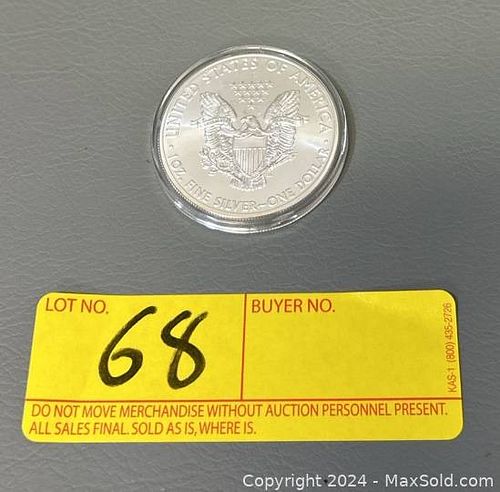 UNITED STATES OF AMERICA
1 OZ. FINE SILVER~ONE DOLLAR
LOT NO.
68
BUYER NO.
KAS-1 (800) 435-2726
DO NOT MOVE MERCHANDISE WITHOUT AUCTION PERSONNEL PRESENT.
ALL SALES FINAL. SOLD AS IS, WHERE IS.
Copyright © 2024 - MaxSold.com